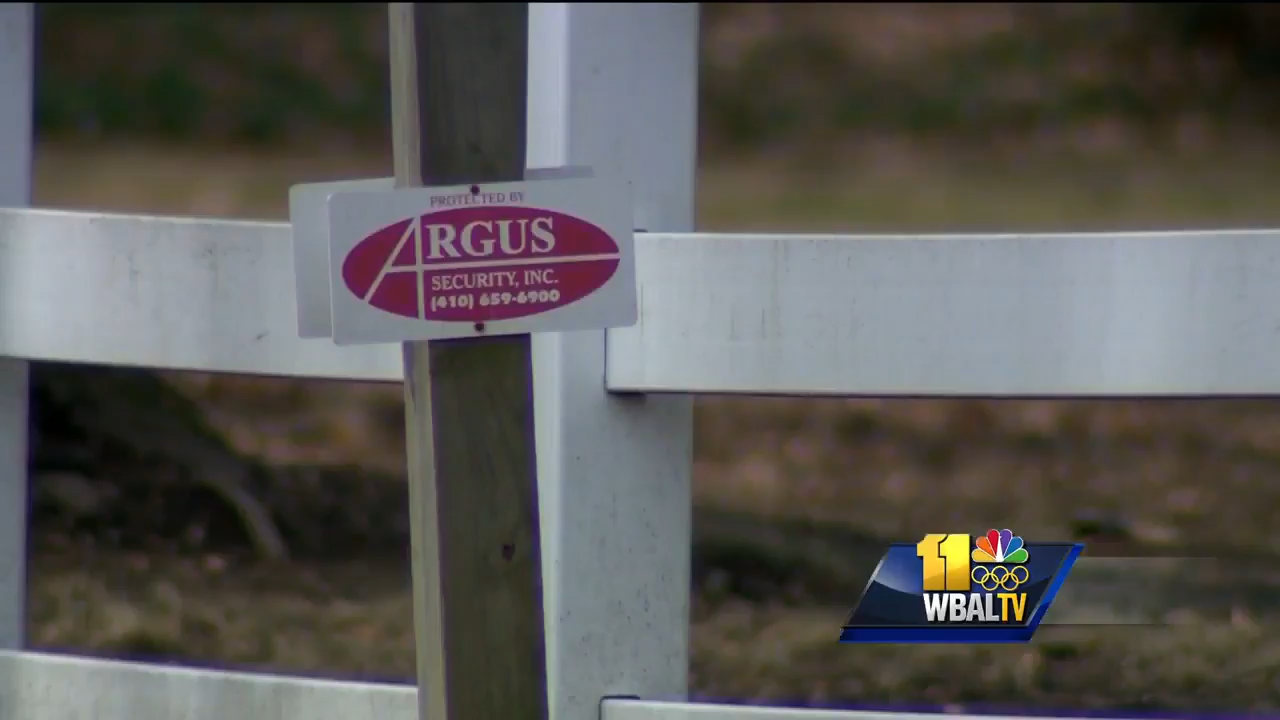 PROTECTED BY
ARGUS
SECURITY, INC.
(410) 659-6900
11
WBALTV